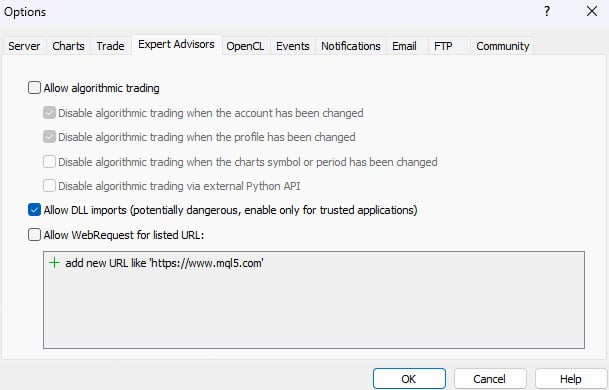 Options ? ×
Server Charts Trade Expert Advisors OpenCL Events Notifications Email FTP Community
Allow algorithmic trading
Disable algorithmic trading when the account has been changed
Disable algorithmic trading when the profile has been changed
Disable algorithmic trading when the charts symbol or period has been changed
Disable algorithmic trading via external Python API
Allow DLL imports (potentially dangerous, enable only for trusted applications)
Allow WebRequest for listed URL:
add new URL like 'https://www.mql5.com'
OK Cancel Help